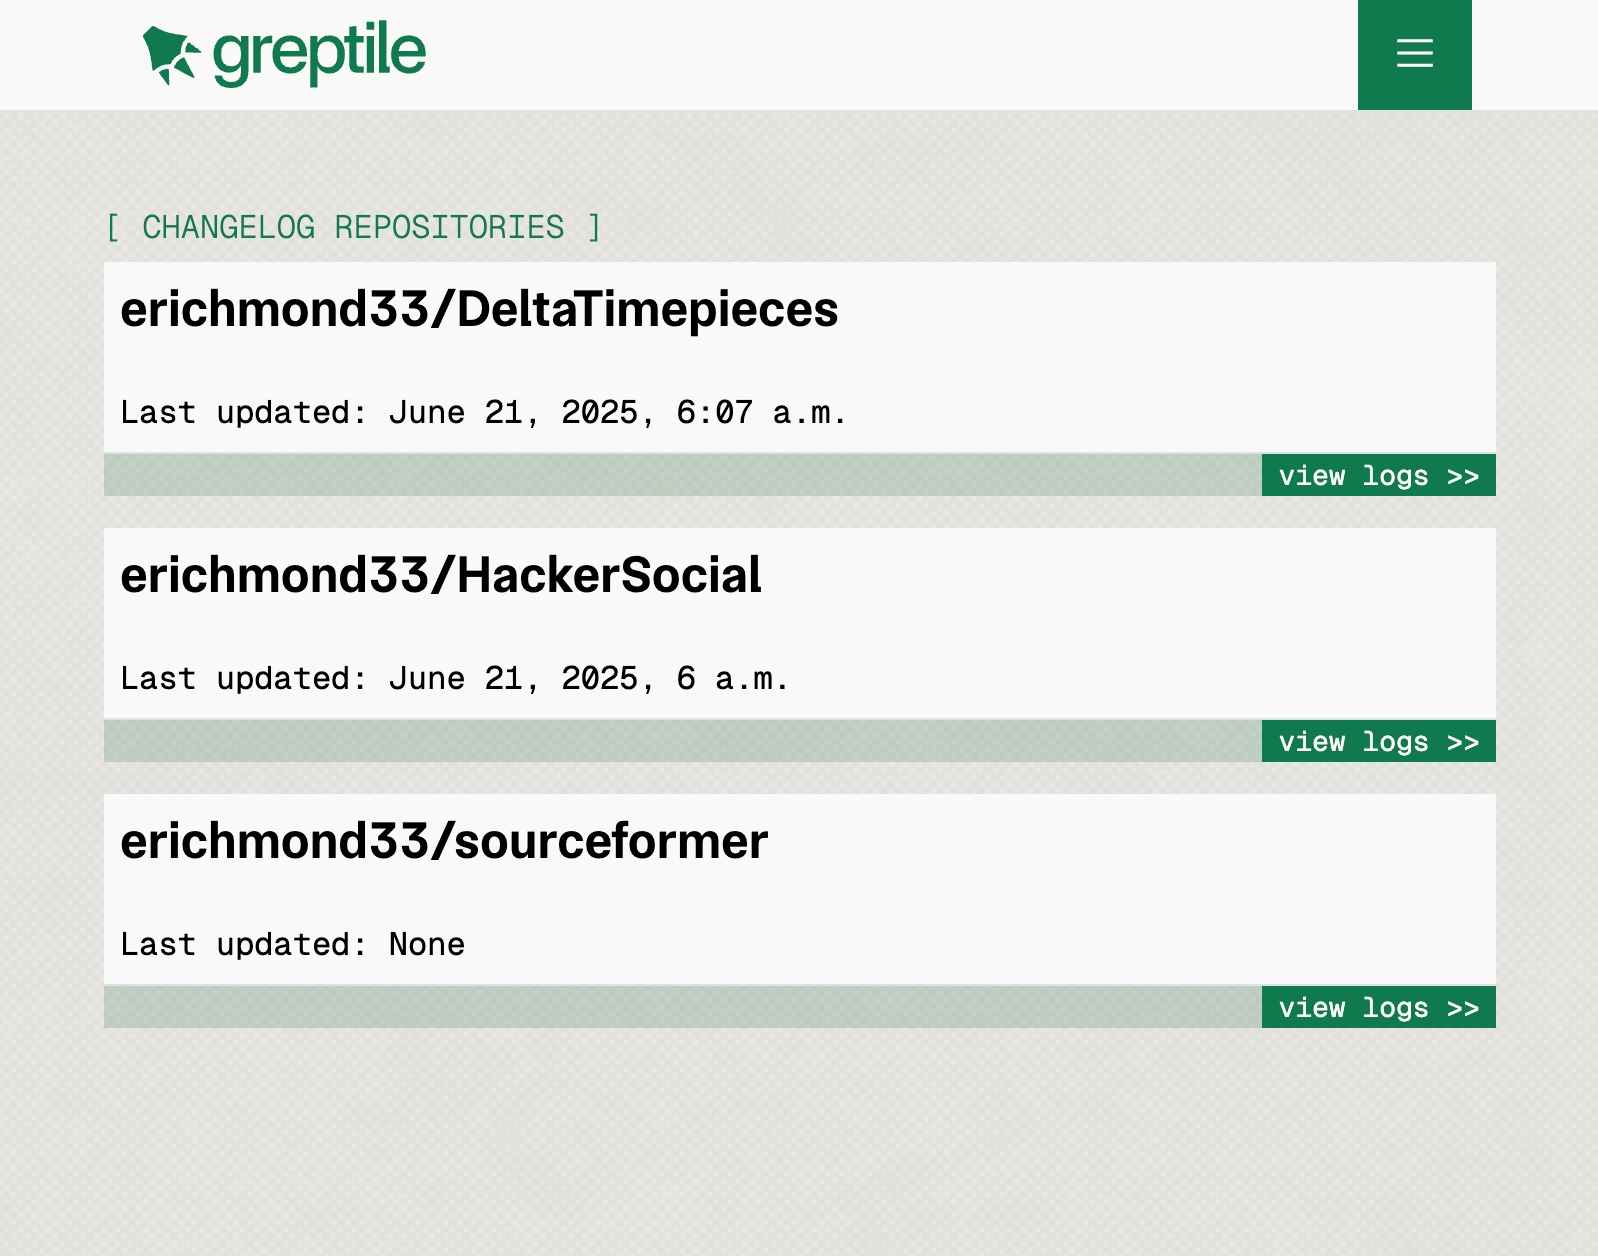 greptile
[ CHANGELOG REPOSITORIES ]
erichmond33/DeltaTimepieces
Last updated: June 21, 2025, 6:07 a.m.
view logs >>
erichmond33/HackerSocial
Last updated: June 21, 2025, 6 a.m.
view logs >>
erichmond33/sourceformer
Last updated: None
view logs >>